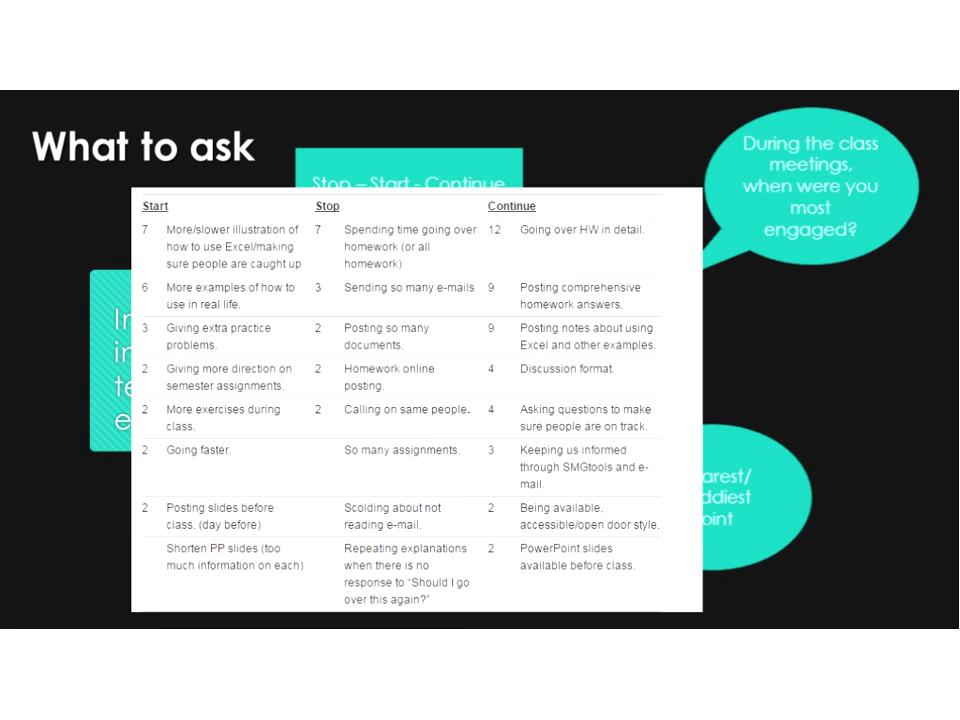 What to ask
Stop – Start - Continue
During the class
meetings,
when were you
most
engaged?
Start Stop Continue
7 More/slower illustration of
how to use Excel/making
sure people are caught up
7 Spending time going over
homework (or all
homework)
12 Going over HW in detail.
6 More examples of how to
use in real life.
3 Sending so many e-mails
9 Posting comprehensive
homework answers.
3 Giving extra practice
problems.
2 Posting so many
documents.
9 Posting notes about using
Excel and other examples.
2 Giving more direction on
semester assignments.
2 Homework online
posting.
4 Discussion format.
2 More exercises during
class.
2 Calling on same people.
4 Asking questions to make
sure people are on track.
2 Going faster.
So many assignments.
3 Keeping us informed
through SMGtools and e-
mail.
2 Posting slides before
class. (day before)
Scolding about not
reading e-mail.
2 Being available,
accessible/open door style.
Shorten PP slides (too
much information on each)
Repeating explanations
when there is no
response to “Should I go
over this again?”
2 PowerPoint slides
available before class.